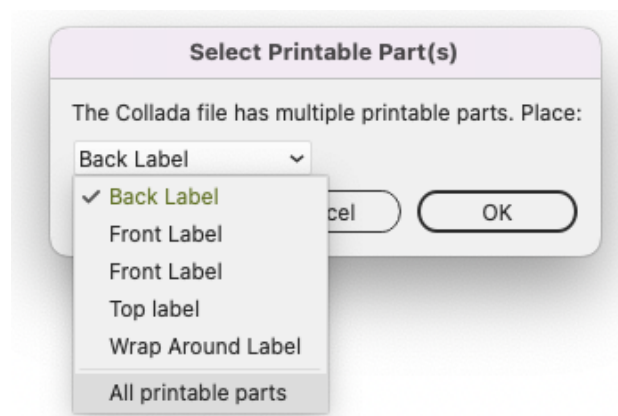 Select Printable Part(s)
The Collada file has multiple printable parts. Place:
Back Label
Back Label
Front Label
Front Label
Top label
Wrap Around Label
All printable parts
cel
OK